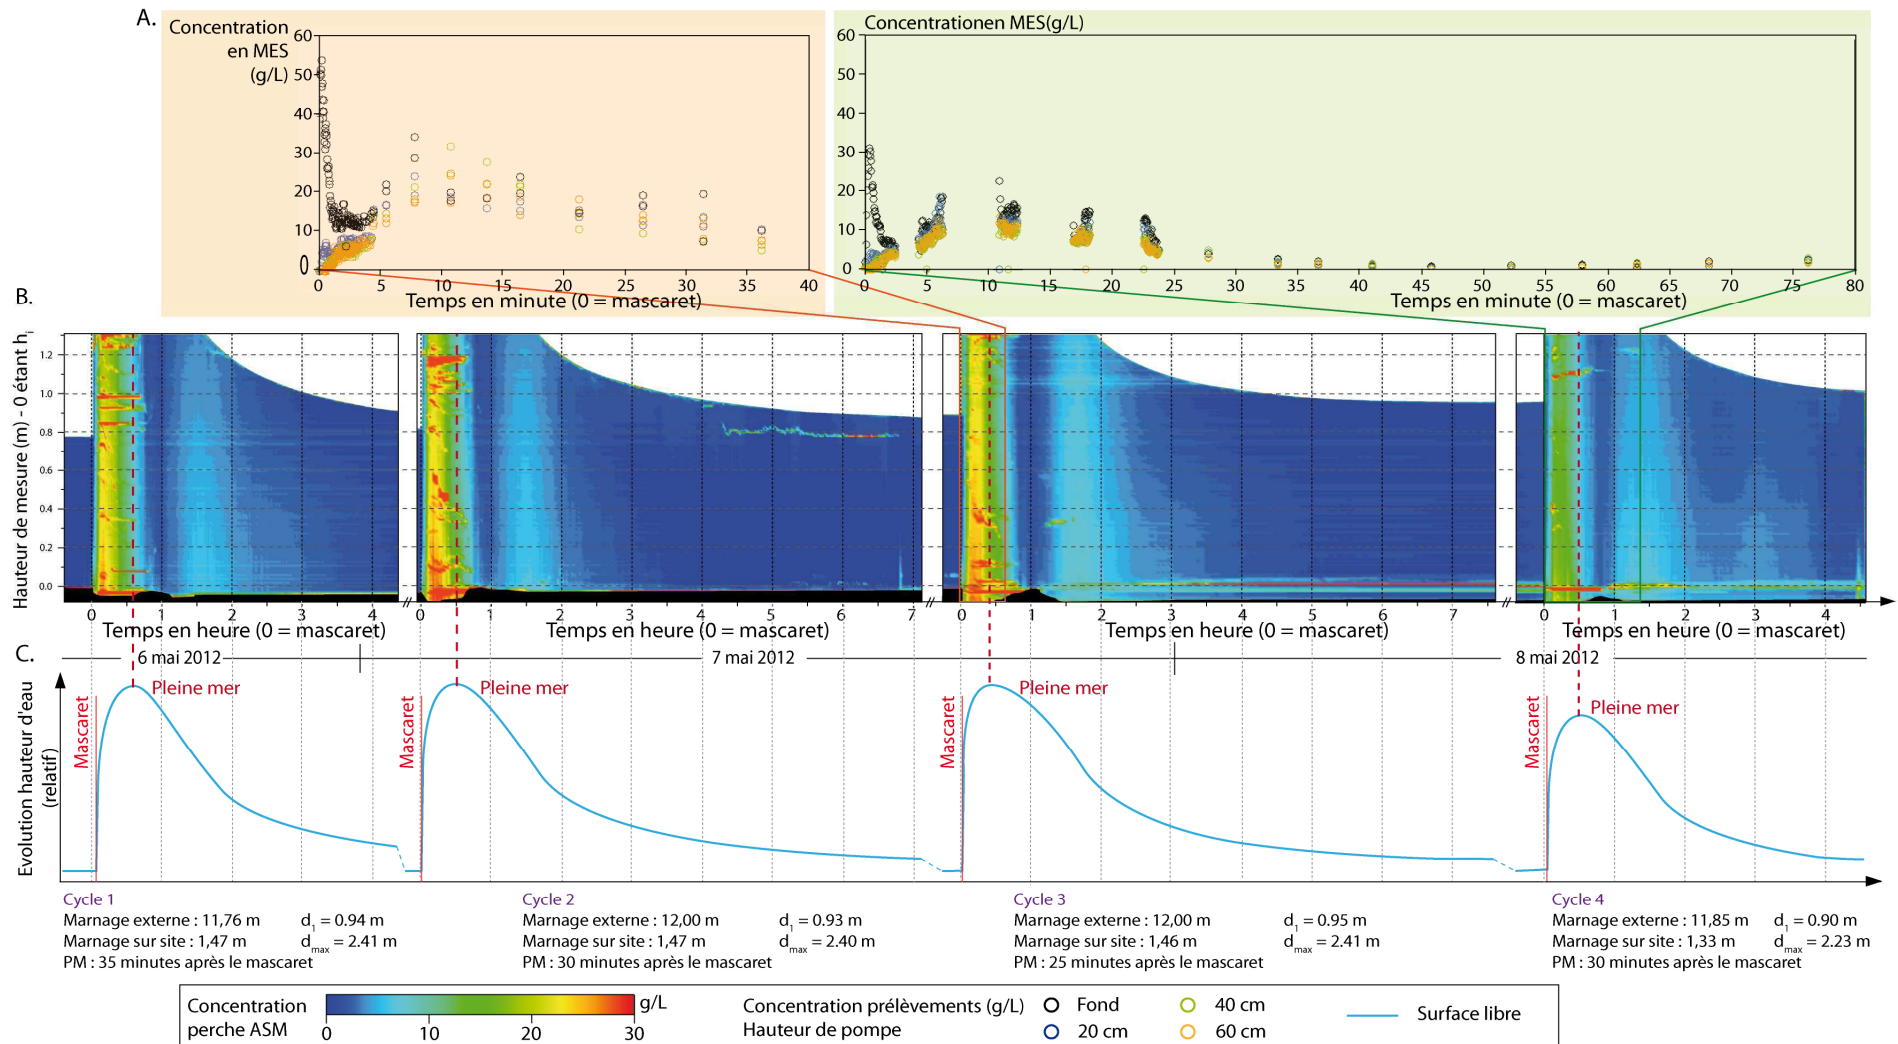 A.
Concentration
en MES
(g/L)
60
50
40
30
20
10
0
0 5 10 15 20 25 30 35 40
Temps en minute (0 = mascaret)
Concentrationen MES(g/L)
60
50
40
30
20
10
0
0 5 10 15 20 25 30 35 40 45 50 55 60 65 70 75 80
Temps en minute (0 = mascaret)
B.
Hauteur de mesure (m) - 0 étant h i
1.2
1.0
0.8
0.6
0.4
0.2
0.0
0 1 2 3 4
Temps en heure (0 = mascaret)
0 1 2 3 4 5 6 7
Temps en heure (0 = mascaret)
0 1 2 3 4 5 6 7
Temps en heure (0 = mascaret)
0 1 2 3 4
Temps en heure (0 = mascaret)
C.
6 mai 2012
7 mai 2012
8 mai 2012
Evolution hauteur d'eau
(relatif)
Mascaret
Pleine mer
Mascaret
Pleine mer
Mascaret
Pleine mer
Mascaret
Pleine mer
Cycle 1
Marnage externe : 11,76 m d1 = 0.94 m
Marnage sur site : 1,47 m dmax = 2.41 m
PM : 35 minutes après le mascaret
Cycle 2
Marnage externe : 12,00 m d1 = 0.93 m
Marnage sur site : 1,47 m dmax = 2.40 m
PM : 30 minutes après le mascaret
Cycle 3
Marnage externe : 12,00 m d1 = 0.95 m
Marnage sur site : 1,46 m dmax = 2.41 m
PM : 25 minutes après le mascaret
Cycle 4
Marnage externe : 11,85 m d1 = 0.90 m
Marnage sur site : 1,33 m dmax = 2.23 m
PM : 30 minutes après le mascaret
Concentration
perche ASM
g/L
0 10 20 30
Concentration prélèvements (g/L)
Hauteur de pompe
Fond
20 cm
40 cm
60 cm
Surface libre